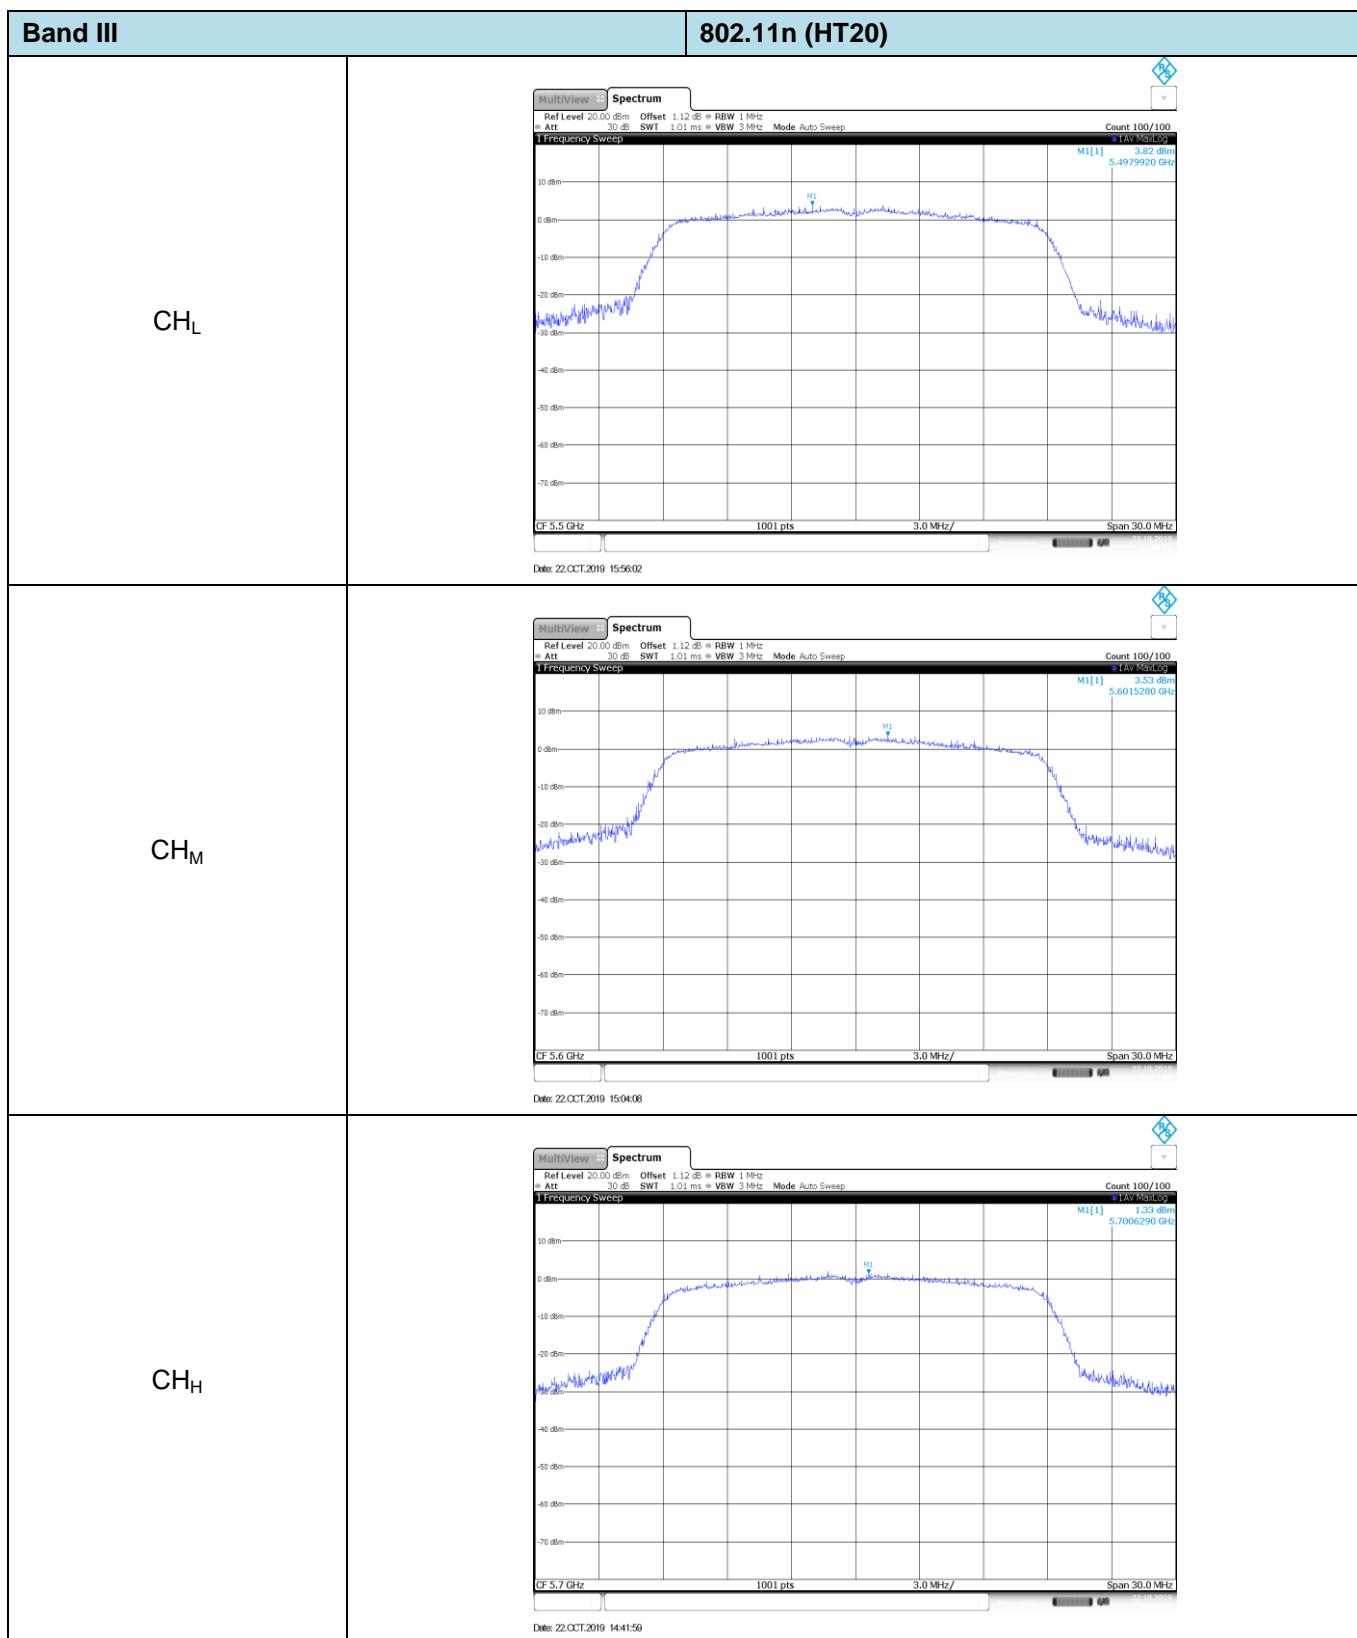 Band III 802.11n (HT20)
CHL
MultiView Spectrum
Ref Level 20.00 dBm Offset 1.12 dB RBW 1 MHz
Att 30 dB SWT 1.01 ms VBW 3 MHz Mode Auto Sweep Count 100/100
1 Frequency Sweep 1Av MaxLog
M1[1] 3.82 dBm
5.4979920 GHz
10 dBm
M1
0 dBm
-10 dBm
-20 dBm
-30 dBm
-40 dBm
-50 dBm
-60 dBm
-70 dBm
CF 5.5 GHz 1001 pts 3.0 MHz/ Span 30.0 MHz
22.10.2019
Date: 22.OCT.2019 15:56:02
CHM
MultiView Spectrum
Ref Level 20.00 dBm Offset 1.12 dB RBW 1 MHz
Att 30 dB SWT 1.01 ms VBW 3 MHz Mode Auto Sweep Count 100/100
1 Frequency Sweep 1Av MaxLog
M1[1] 3.53 dBm
5.6015280 GHz
10 dBm
M1
0 dBm
-10 dBm
-20 dBm
-30 dBm
-40 dBm
-50 dBm
-60 dBm
-70 dBm
CF 5.6 GHz 1001 pts 3.0 MHz/ Span 30.0 MHz
22.10.2019
Date: 22.OCT.2019 15:04:08
CHH
MultiView Spectrum
Ref Level 20.00 dBm Offset 1.12 dB RBW 1 MHz
Att 30 dB SWT 1.01 ms VBW 3 MHz Mode Auto Sweep Count 100/100
1 Frequency Sweep 1Av MaxLog
M1[1] 1.33 dBm
5.7006290 GHz
10 dBm
M1
0 dBm
-10 dBm
-20 dBm
-30 dBm
-40 dBm
-50 dBm
-60 dBm
-70 dBm
CF 5.7 GHz 1001 pts 3.0 MHz/ Span 30.0 MHz
22.10.2019
Date: 22.OCT.2019 14:41:59